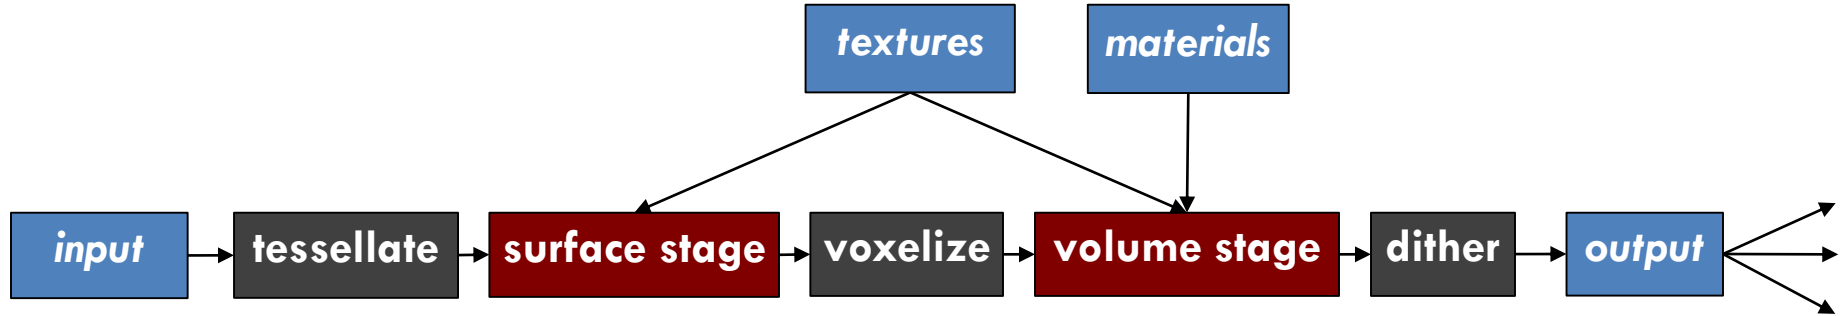 textures
materials
input
tessellate
surface stage
voxelize
volume stage
dither
output